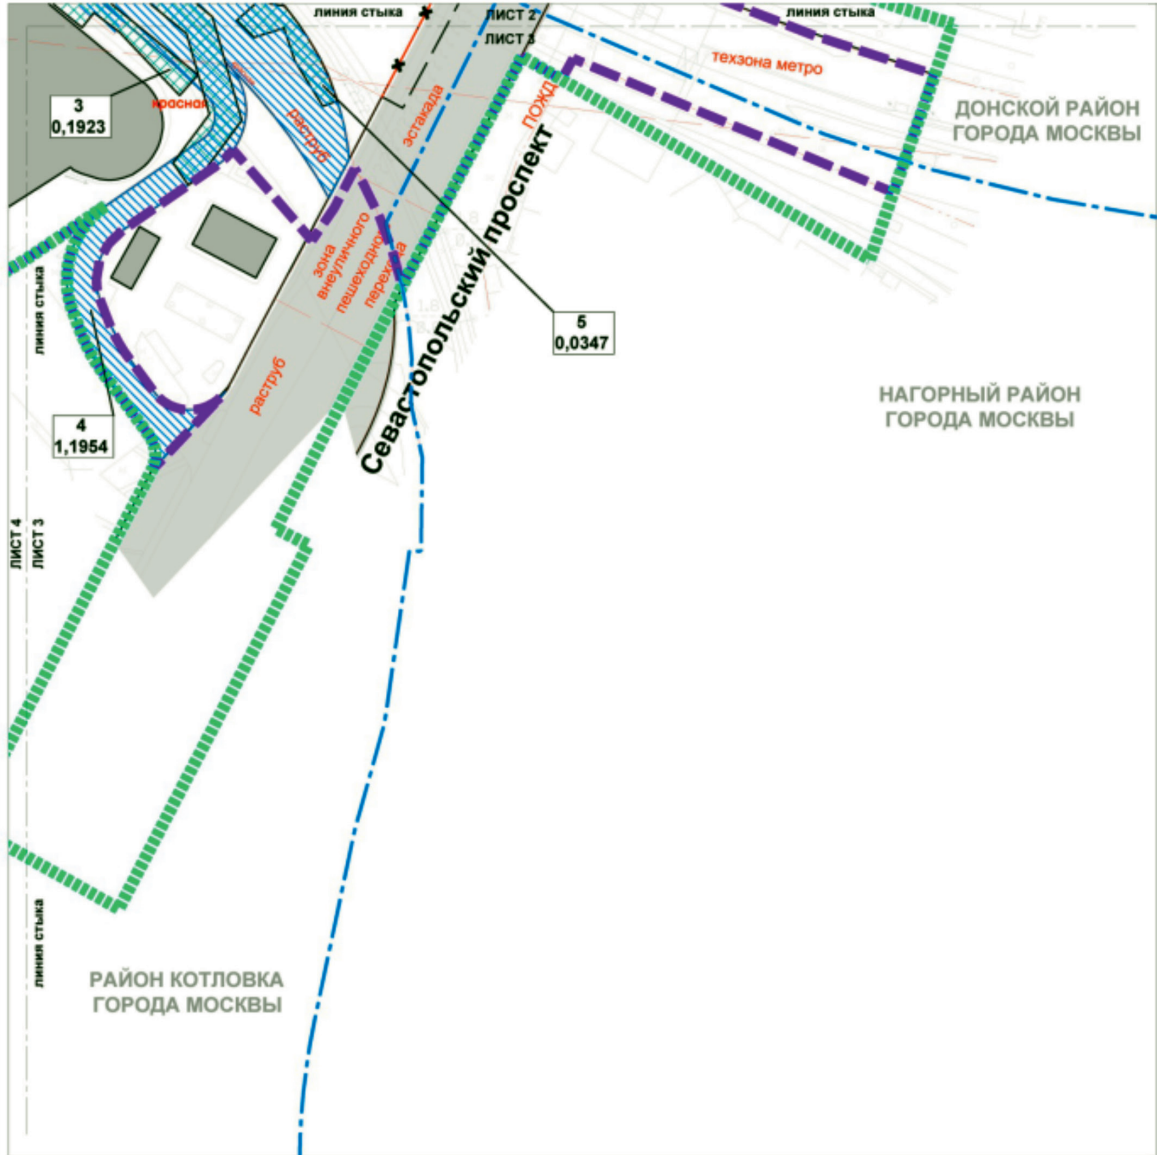 линия стыка
ЛИСТ 2
ЛИСТ 3
линия стыка
техзона метро
ДОНСКОЙ РАЙОН
ГОРОДА МОСКВЫ
3
0,1923
красная
раструб
эстакада
ПОЖД
Севастопольский проспект
зона
внеуличного
пешеходного
перехода
линия стыка
5
0,0347
раструб
НАГОРНЫЙ РАЙОН
ГОРОДА МОСКВЫ
4
1,1954
ЛИСТ 4
ЛИСТ 3
линия стыка
РАЙОН КОТЛОВКА
ГОРОДА МОСКВЫ